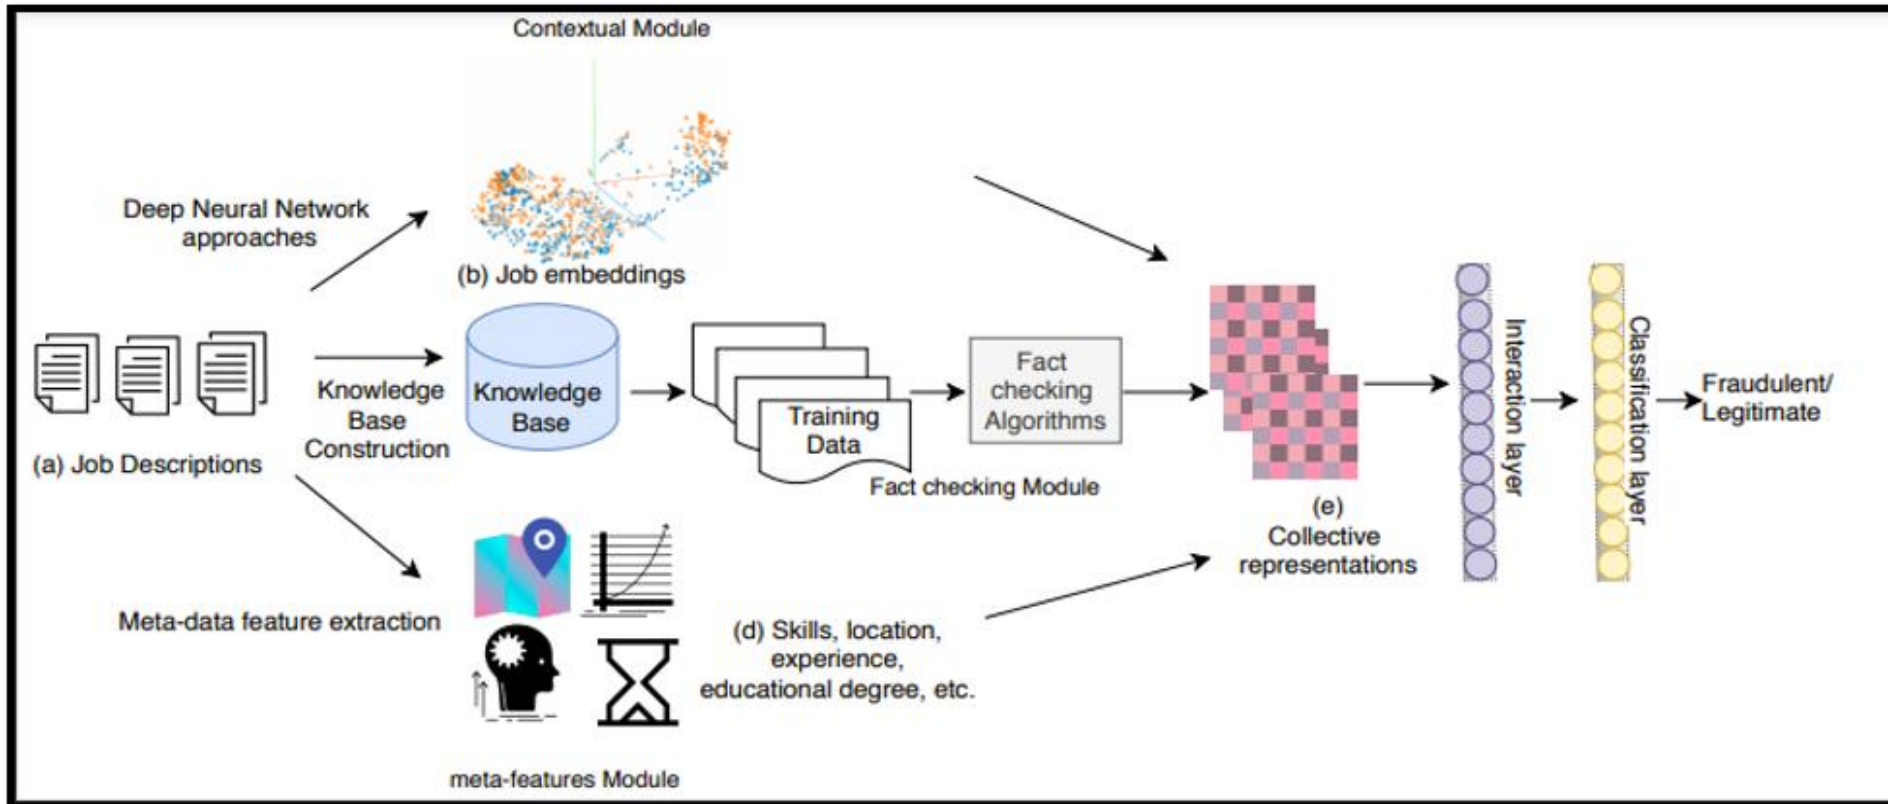 Contextual Module
Deep Neural Network
approaches
(b) Job embeddings
(a) Job Descriptions
Knowledge
Base
Construction
Knowledge
Base
Training
Data
Fact
checking
Algorithms
Fact checking Module
Meta-data feature extraction
(d) Skills, location,
experience,
educational degree, etc.
meta-features Module
(e)
Collective
representations
Interaction layer
Classification layer
Fraudulent/
Legitimate